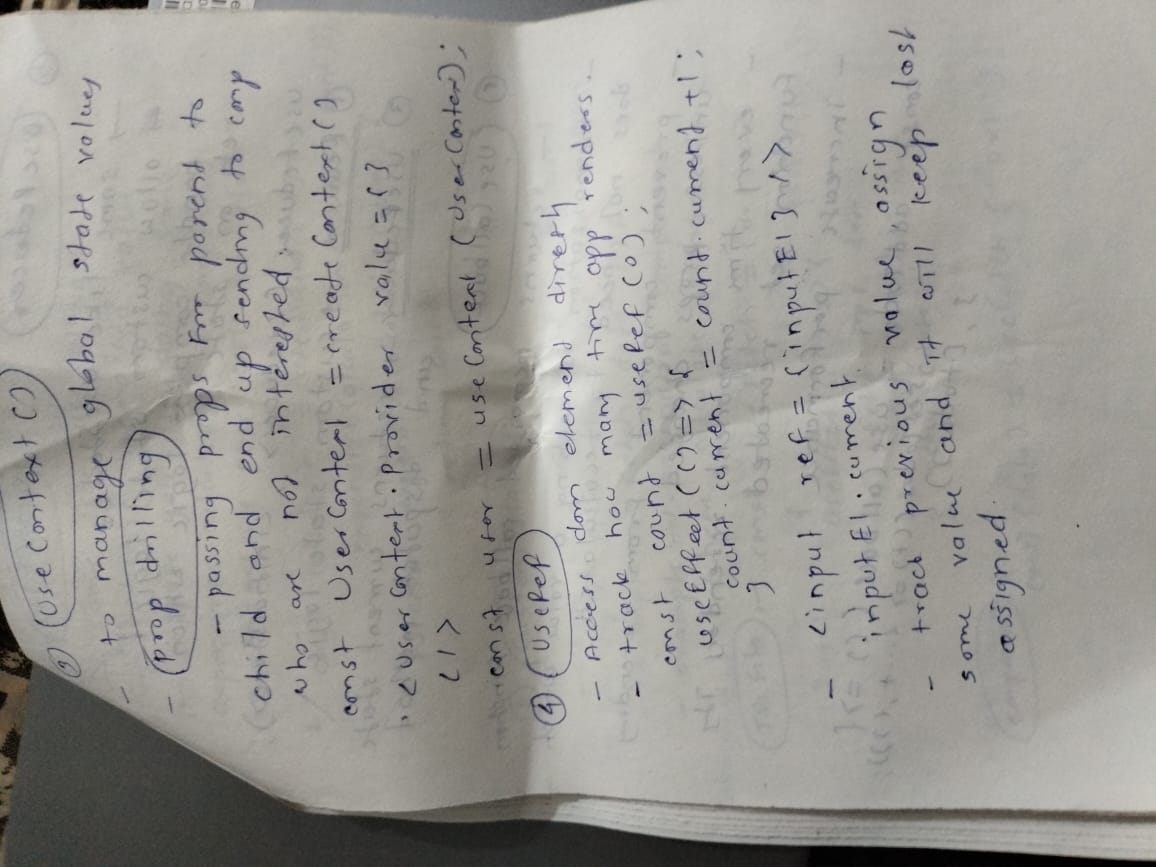 ③ useContext()
- to manage global state values
- prop drilling
- passing props from parent to
child and end up sending to comp
who are not interested.
const UserContext = createContext()
<UserContext.provider value={}
</>
const user = useContext(UserContext);
④ useRef
- Access dom element directly
- track how many time app renders.
const count = useRef(0);
useEffect(()=>{
count.current = count.current+1;
}
- <input ref={inputEl}/>
inputEl.current
- track previous value, assign
some value and it will keep last
assigned.